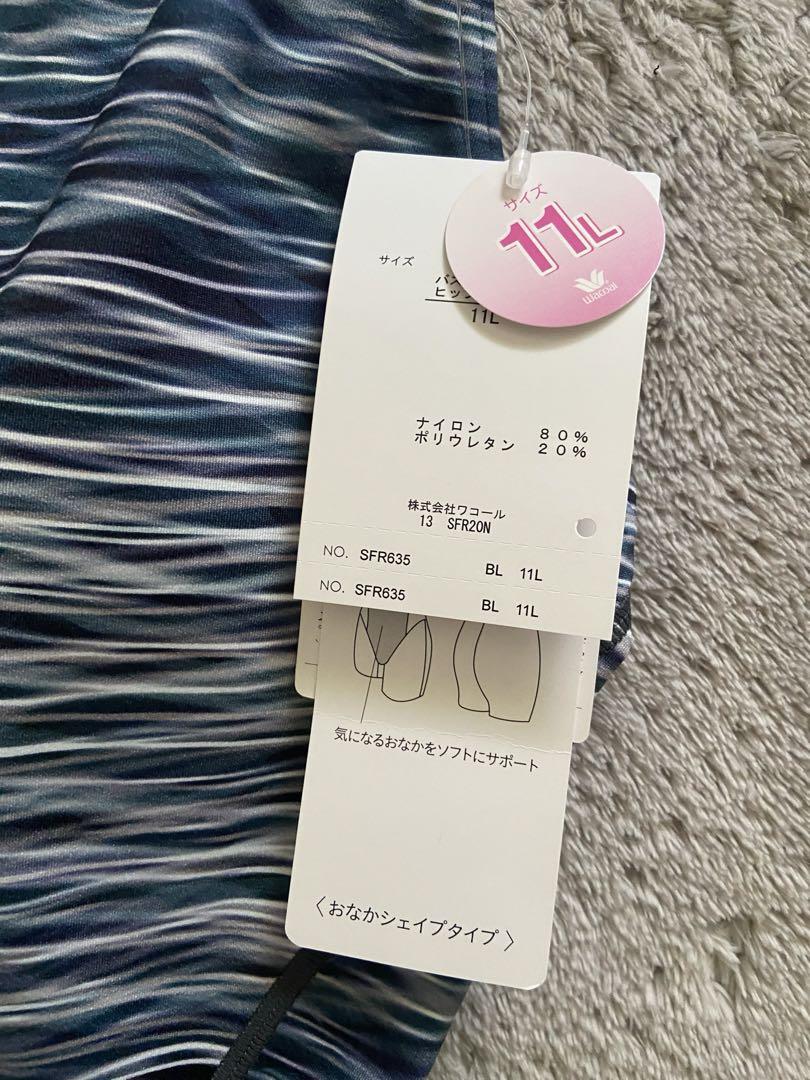 サイズ
11L
Wacoal
サイズ
11L
ナイロン 80%
ポリウレタン 20%
株式会社ワコール
13 SFR20N
NO. SFR635 BL 11L
NO. SFR635 BL 11L
気になるおなかをソフトにサポート
〈おなかシェイプタイプ〉